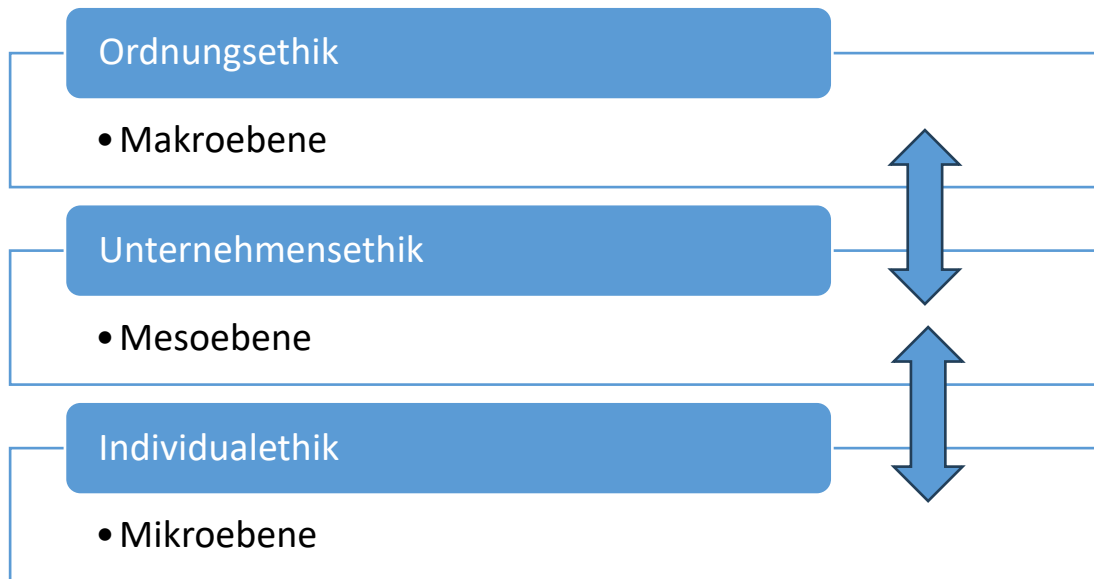 Ordnungsethik
• Makroebene
Unternehmensethik
• Mesoebene
Individualethik
• Mikroebene